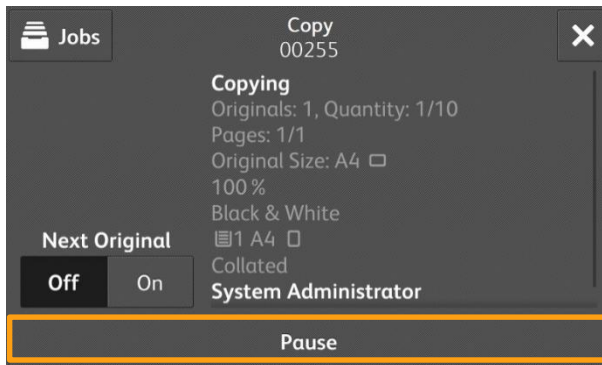 Jobs
Copy
00255
Copying
Originals: 1, Quantity: 1/10
Pages: 1/1
Original Size: A4
100 %
Black & White
1 A4
Collated
System Administrator
Next Original
Off
On
Pause